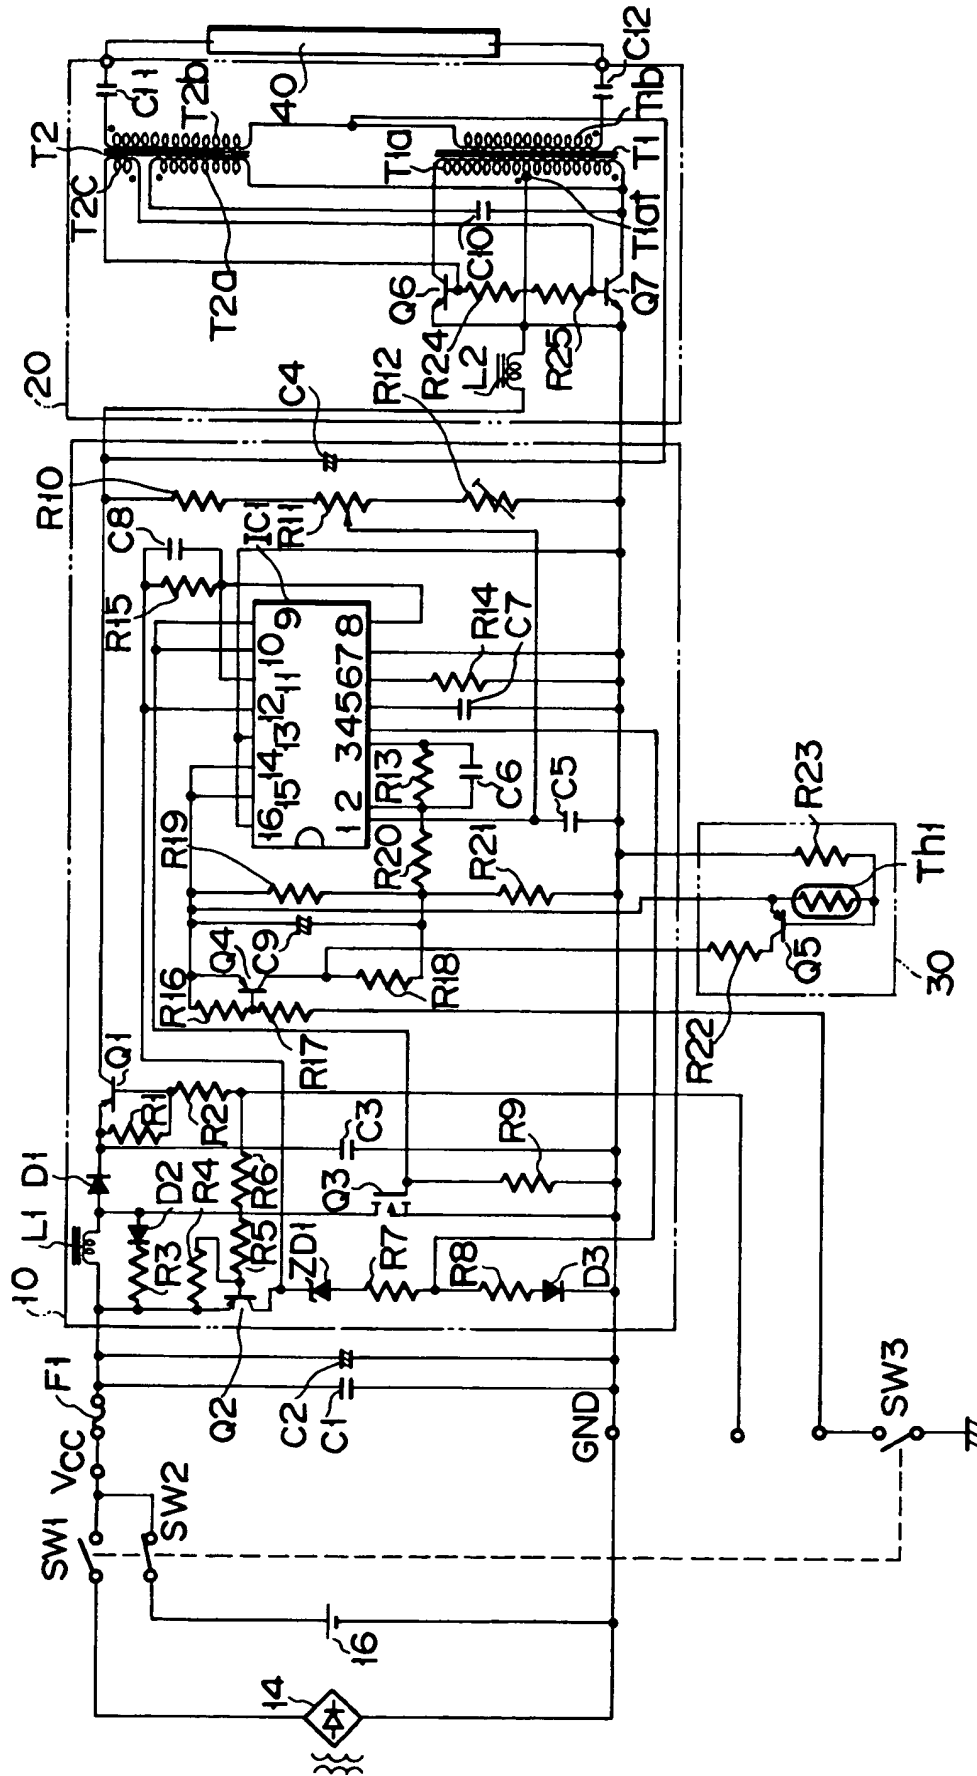 T2
T2C
C11
T2b
T2a
40
T1a
T1b
C12
T1
T1at
C10
Q6
Q7
R24
R25
L2
20
C4
R12
R10
C8
IC1
R11
R15
9
10
11
12
13
14
15
16
8
7
6
5
4
3
2
1
R14
C7
R13
C6
C5
R19
R20
R21
R23
Th1
Q5
30
R22
Q4
C9
R16
R17
R18
Q1
R1
R2
C3
R9
Q3
D1
D2
R4
R6
L1
R3
R5
ZD1
R7
R8
D3
10
F1
VCC
Q2
C2
C1
GND
SW3
SW1
SW2
16
14